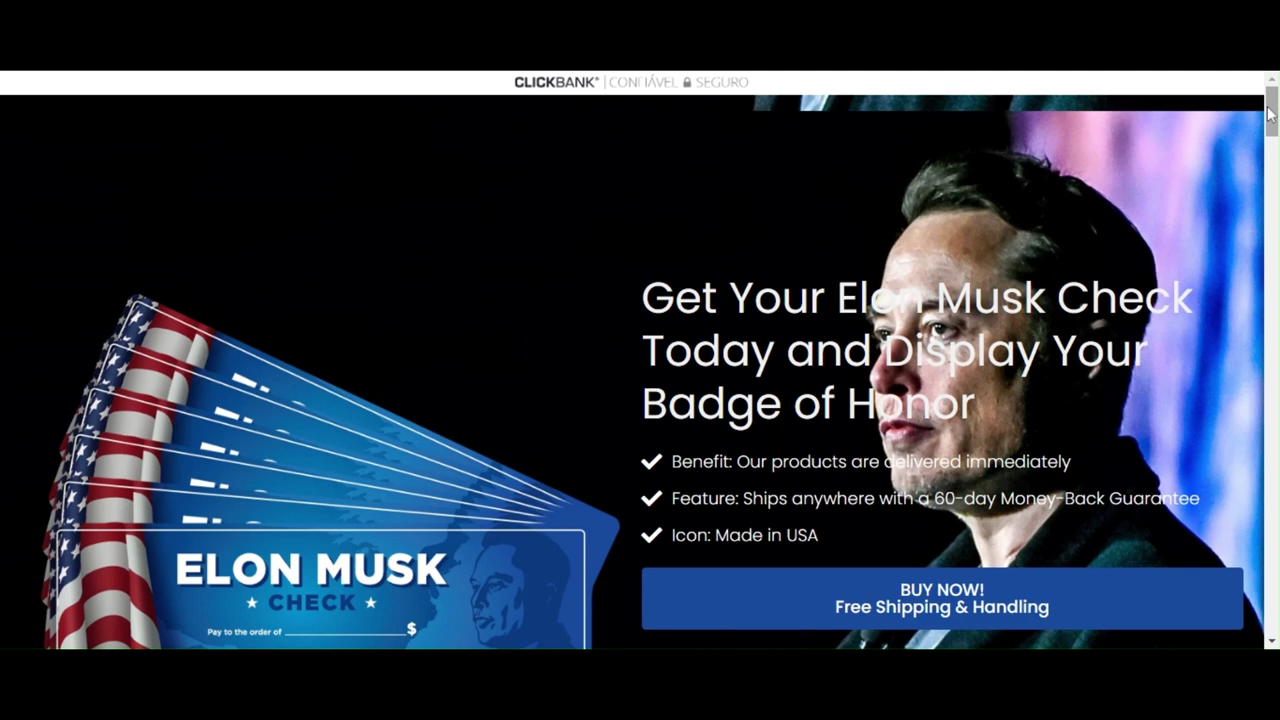 CLICKBANK® | CONFIÁVEL SEGURO
Get Your Elon Musk Check
Today and Display Your
Badge of Honor
Benefit: Our products are delivered immediately
Feature: Ships anywhere with a 60-day Money-Back Guarantee
Icon: Made in USA
BUY NOW!
Free Shipping & Handling
ELON MUSK
★ CHECK ★
Pay to the order of ______________ $